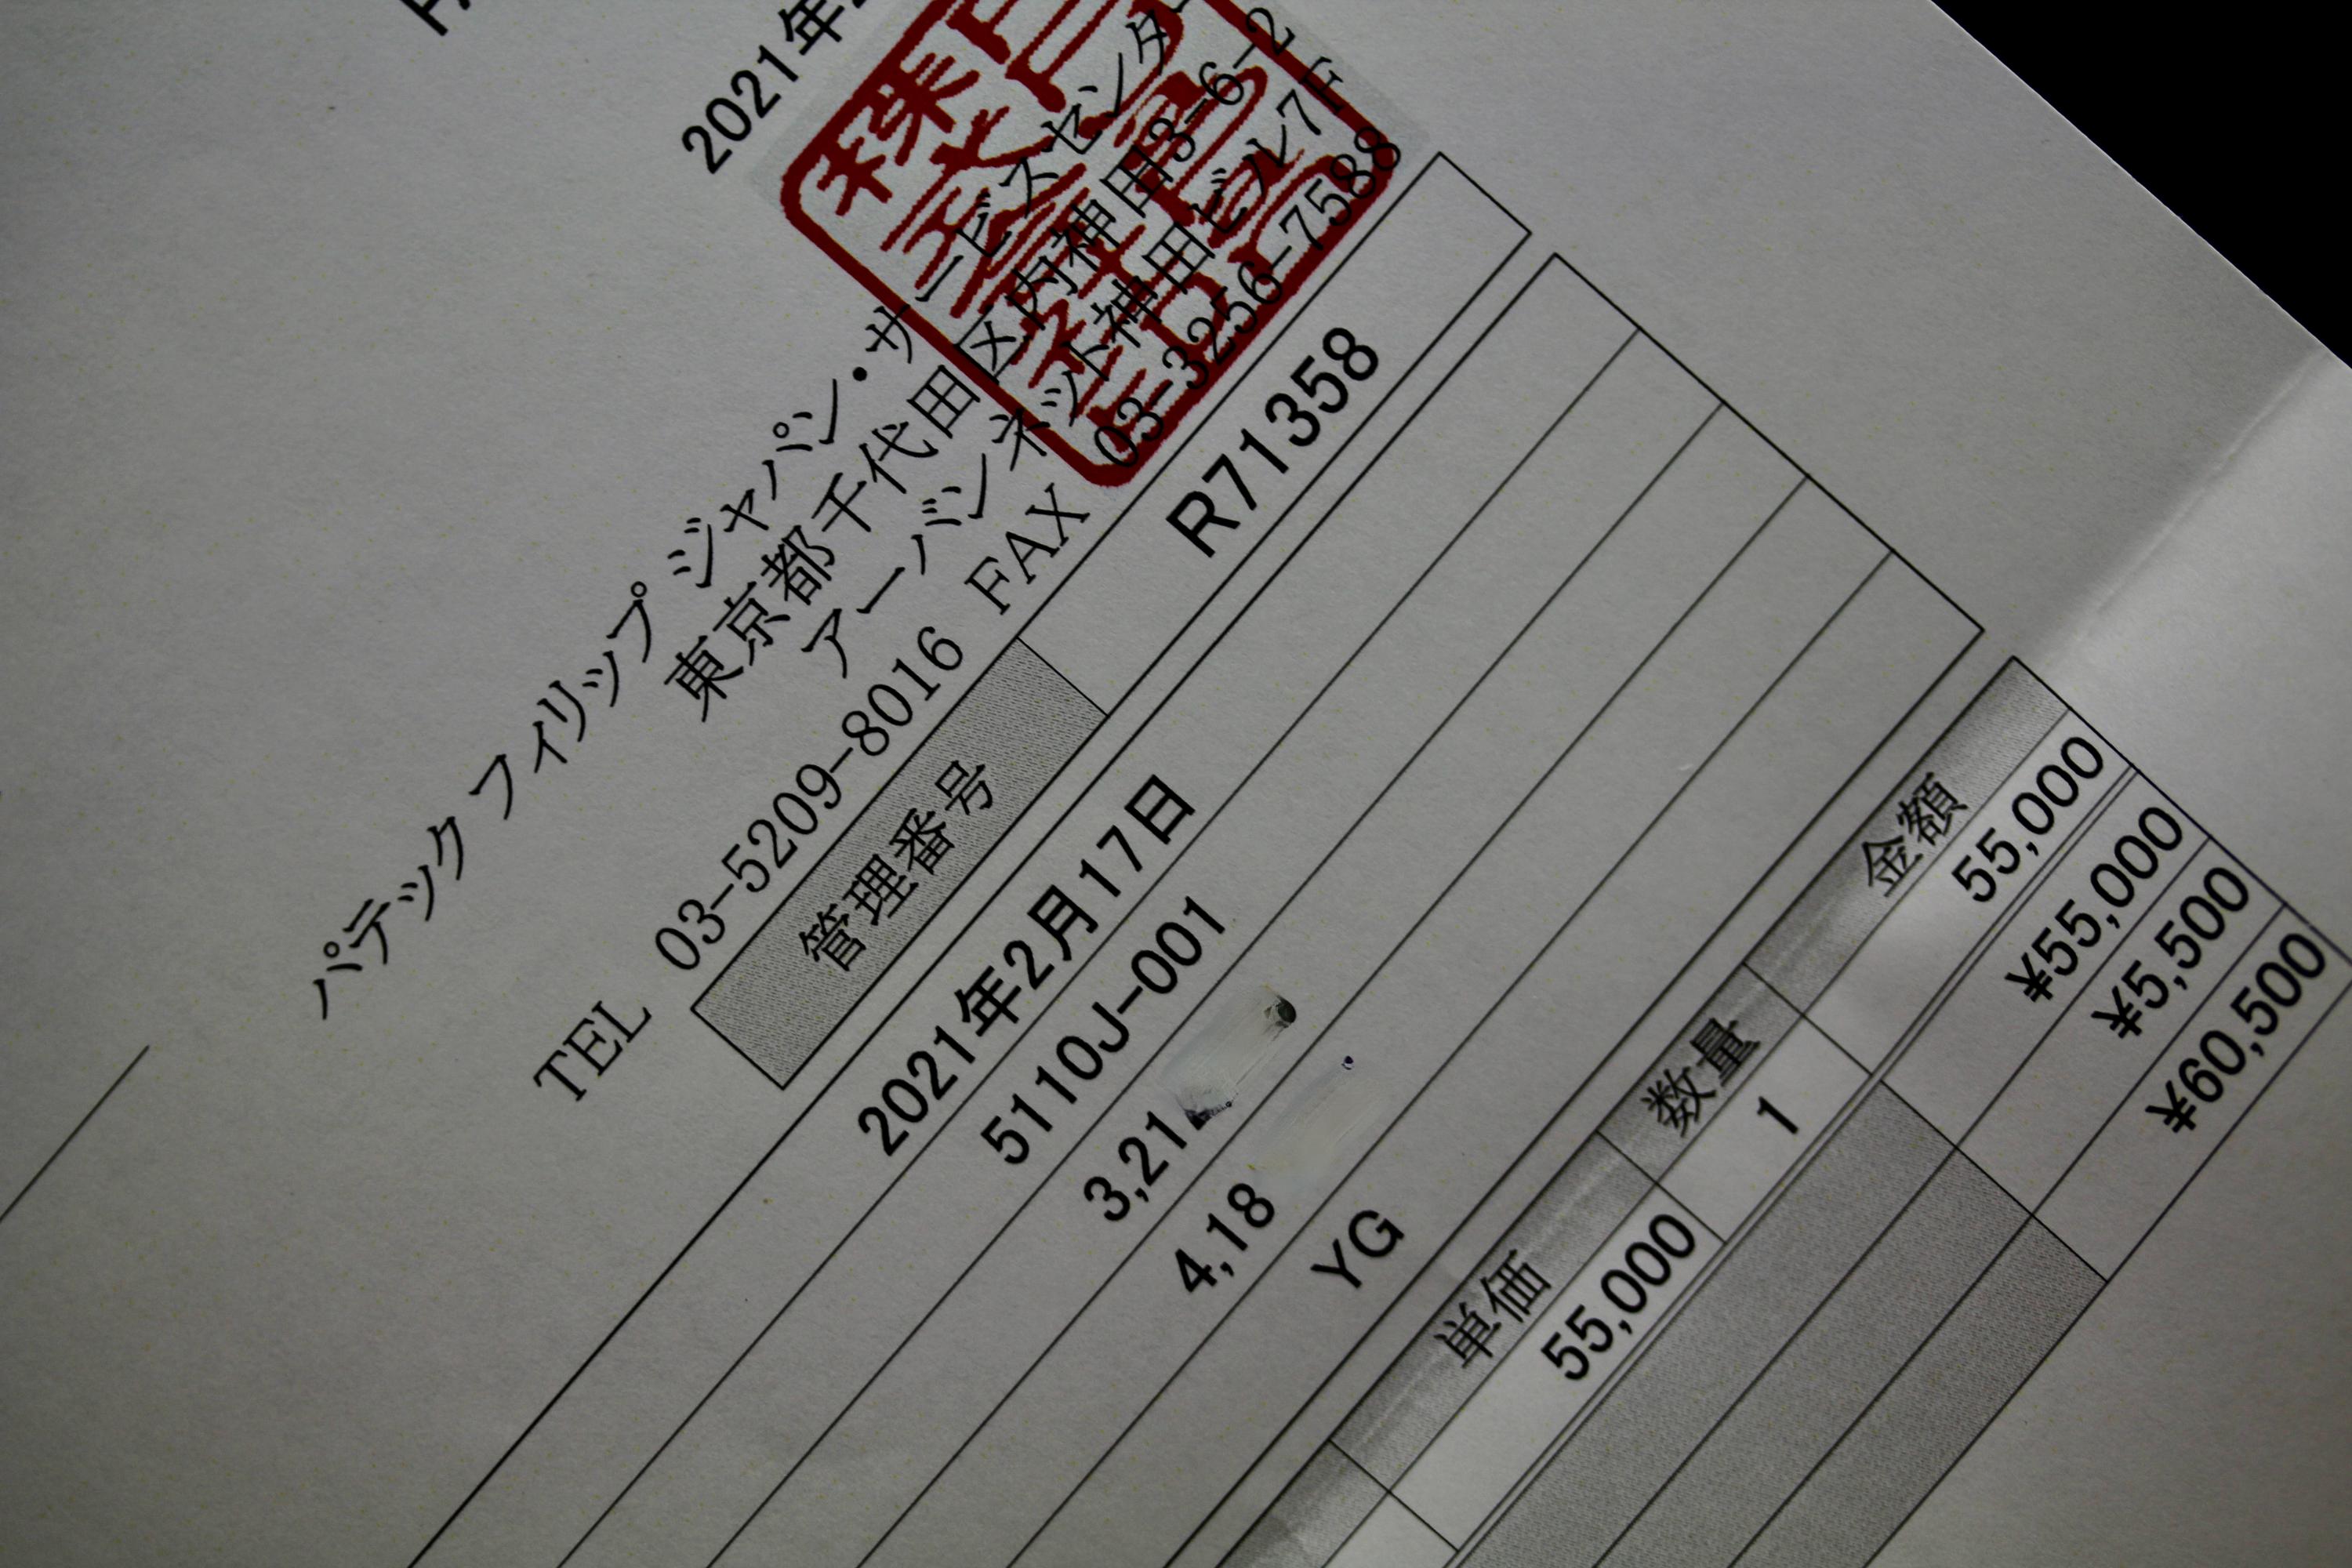 2021年
パテック フィリップ ジャパン・サービスセンター
東京都千代田区内神田3-6-2
アーバンネット神田ビル7F
TEL 03-5209-8016 FAX 03-3256-7588
管理番号 R71358
2021年2月17日
5110J-001
3,21
4,18
YG
単価 数量 金額
55,000 1 55,000
¥55,000
¥5,500
¥60,500